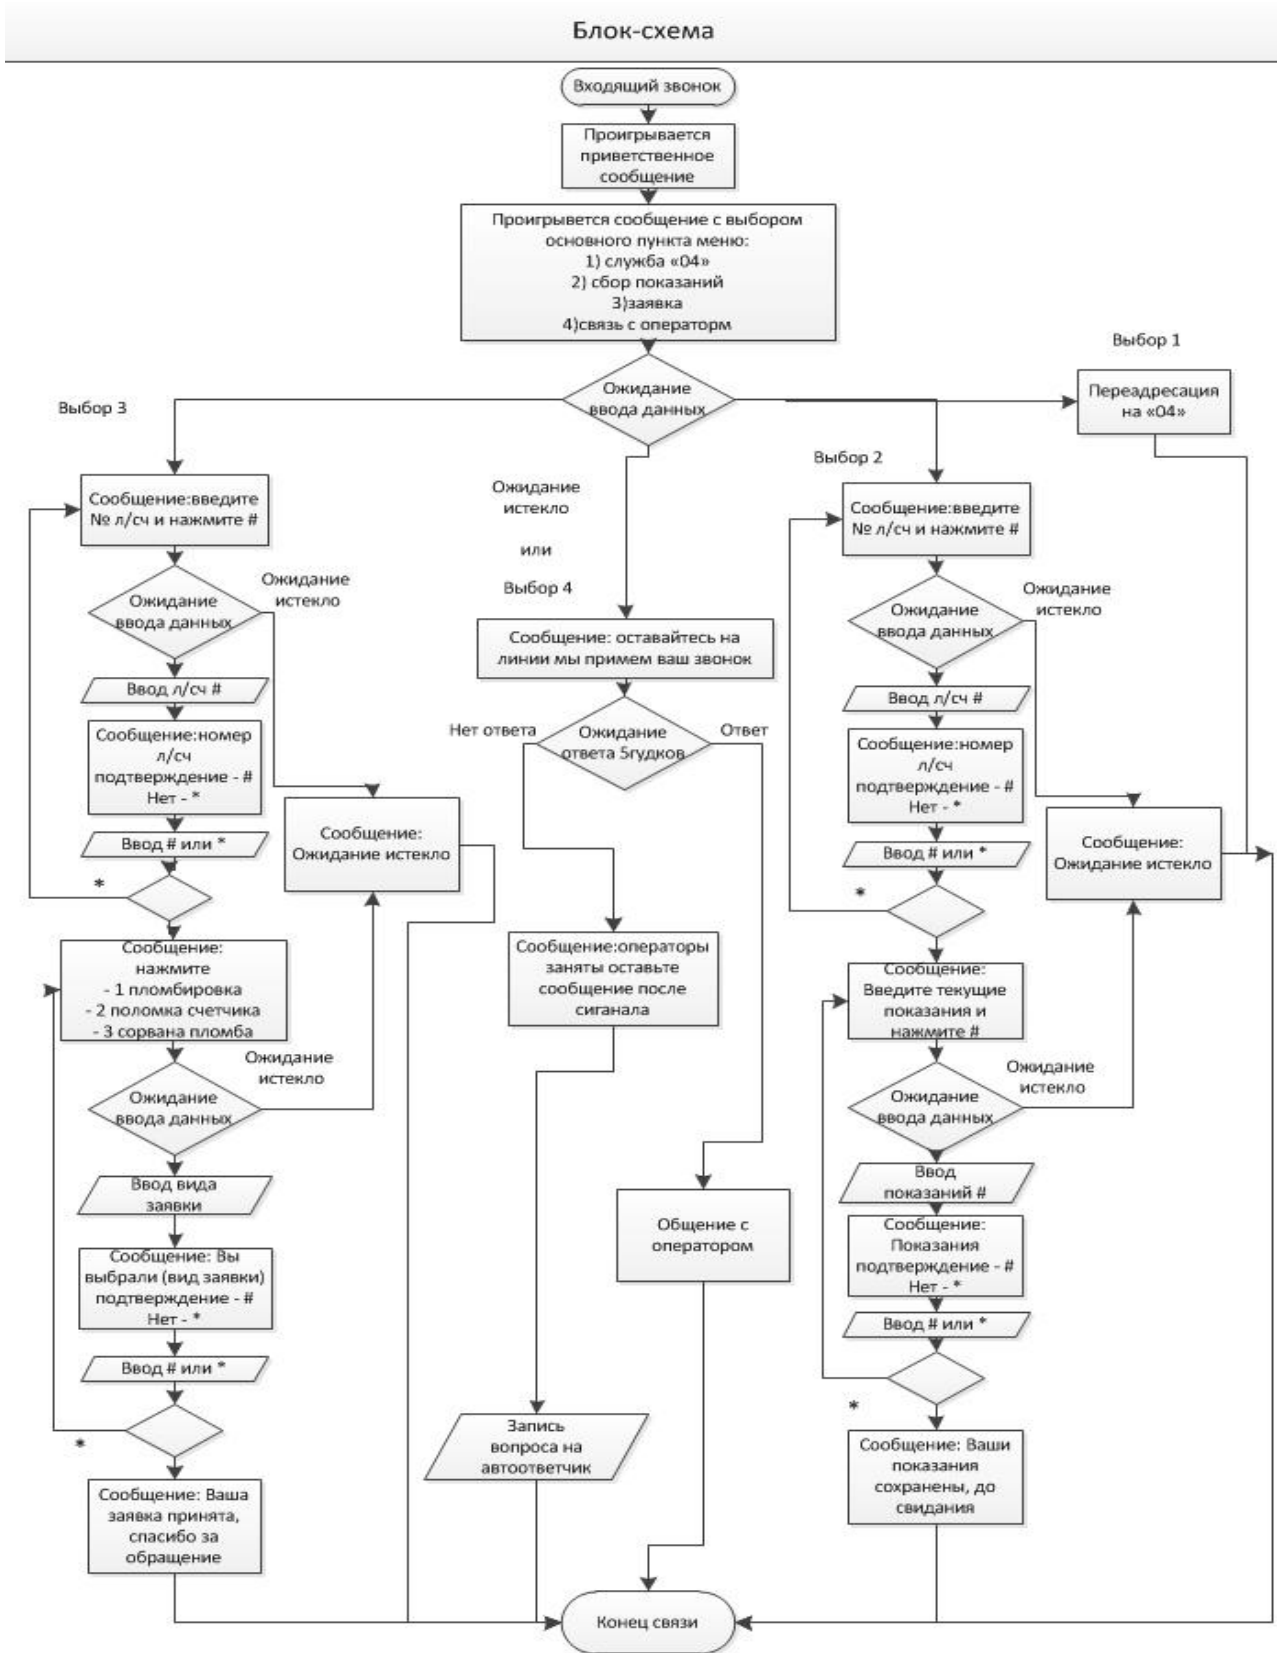 Блок-схема
Входящий звонок
Проигрывается
приветственное
сообщение
Проигрывется сообщение с выбором
основного пункта меню:
1) служба «04»
2) сбор показаний
3)заявка
4)связь с операторм
Ожидание
ввода данных
Выбор 1
Переадресация
на «04»
Выбор 3
Сообщение:введите
№ л/сч и нажмите #
Ожидание
ввода данных
Ожидание
истекло
Ввод л/сч #
Сообщение:номер
л/сч
подтверждение - #
Нет - *
Ввод # или *
*
Сообщение:
Ожидание истекло
Сообщение:
нажмите
- 1 пломбировка
- 2 поломка счетчика
- 3 сорвана пломба
Ожидание
ввода данных
Ожидание
истекло
Ввод вида
заявки
Сообщение: Вы
выбрали (вид заявки)
подтверждение - #
Нет - *
Ввод # или *
*
Сообщение: Ваша
заявка принята,
спасибо за
обращение
Ожидание
истекло
или
Выбор 4
Сообщение: оставайтесь на
линии мы примем ваш звонок
Нет ответа
Ожидание
ответа 5гудков
Ответ
Сообщение:операторы
заняты оставьте
сообщение после
сиганала
Общение с
оператором
Запись
вопроса на
автоответчик
Выбор 2
Сообщение:введите
№ л/сч и нажмите #
Ожидание
ввода данных
Ожидание
истекло
Ввод л/сч #
Сообщение:номер
л/сч
подтверждение - #
Нет - *
Ввод # или *
*
Сообщение:
Ожидание истекло
Сообщение:
Введите текущие
показания и
нажмите #
Ожидание
ввода данных
Ожидание
истекло
Ввод
показаний #
Сообщение:
Показания
подтверждение - #
Нет - *
Ввод # или *
*
Сообщение: Ваши
показания
сохранены, до
свидания
Конец связи